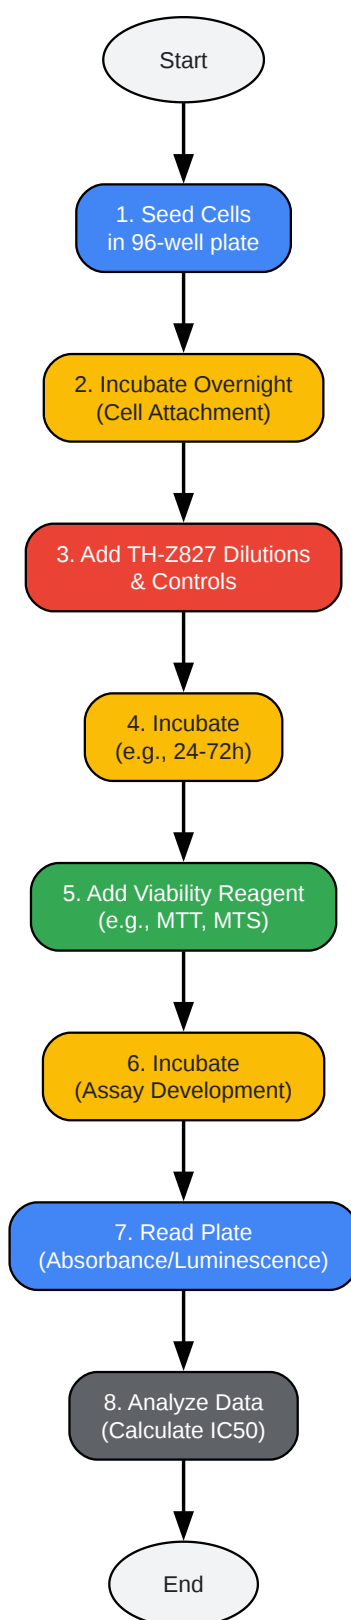 Start
1. Seed Cells
in 96-well plate
2. Incubate Overnight
(Cell Attachment)
3. Add TH-Z827 Dilutions
& Controls
4. Incubate
(e.g., 24-72h)
5. Add Viability Reagent
(e.g., MTT, MTS)
6. Incubate
(Assay Development)
7. Read Plate
(Absorbance/Luminescence)
8. Analyze Data
(Calculate IC50)
End